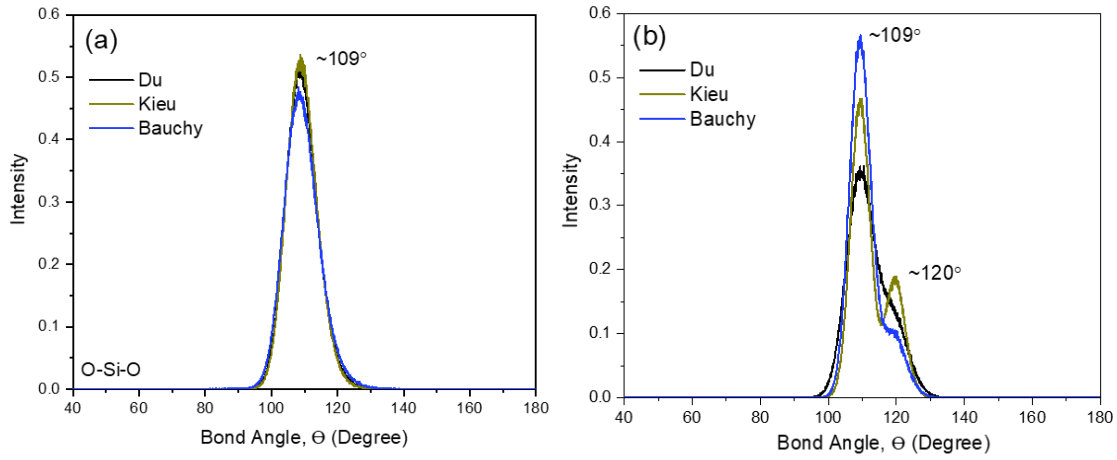 (a)
~109°
Du
Kieu
Bauchy
O-Si-O
Intensity
0.6
0.5
0.4
0.3
0.2
0.1
0.0
40 60 80 100 120 140 160 180
Bond Angle, Θ (Degree)
(b)
~109°
Du
Kieu
Bauchy
~120°
Intensity
0.6
0.5
0.4
0.3
0.2
0.1
0.0
40 60 80 100 120 140 160 180
Bond Angle, Θ (Degree)